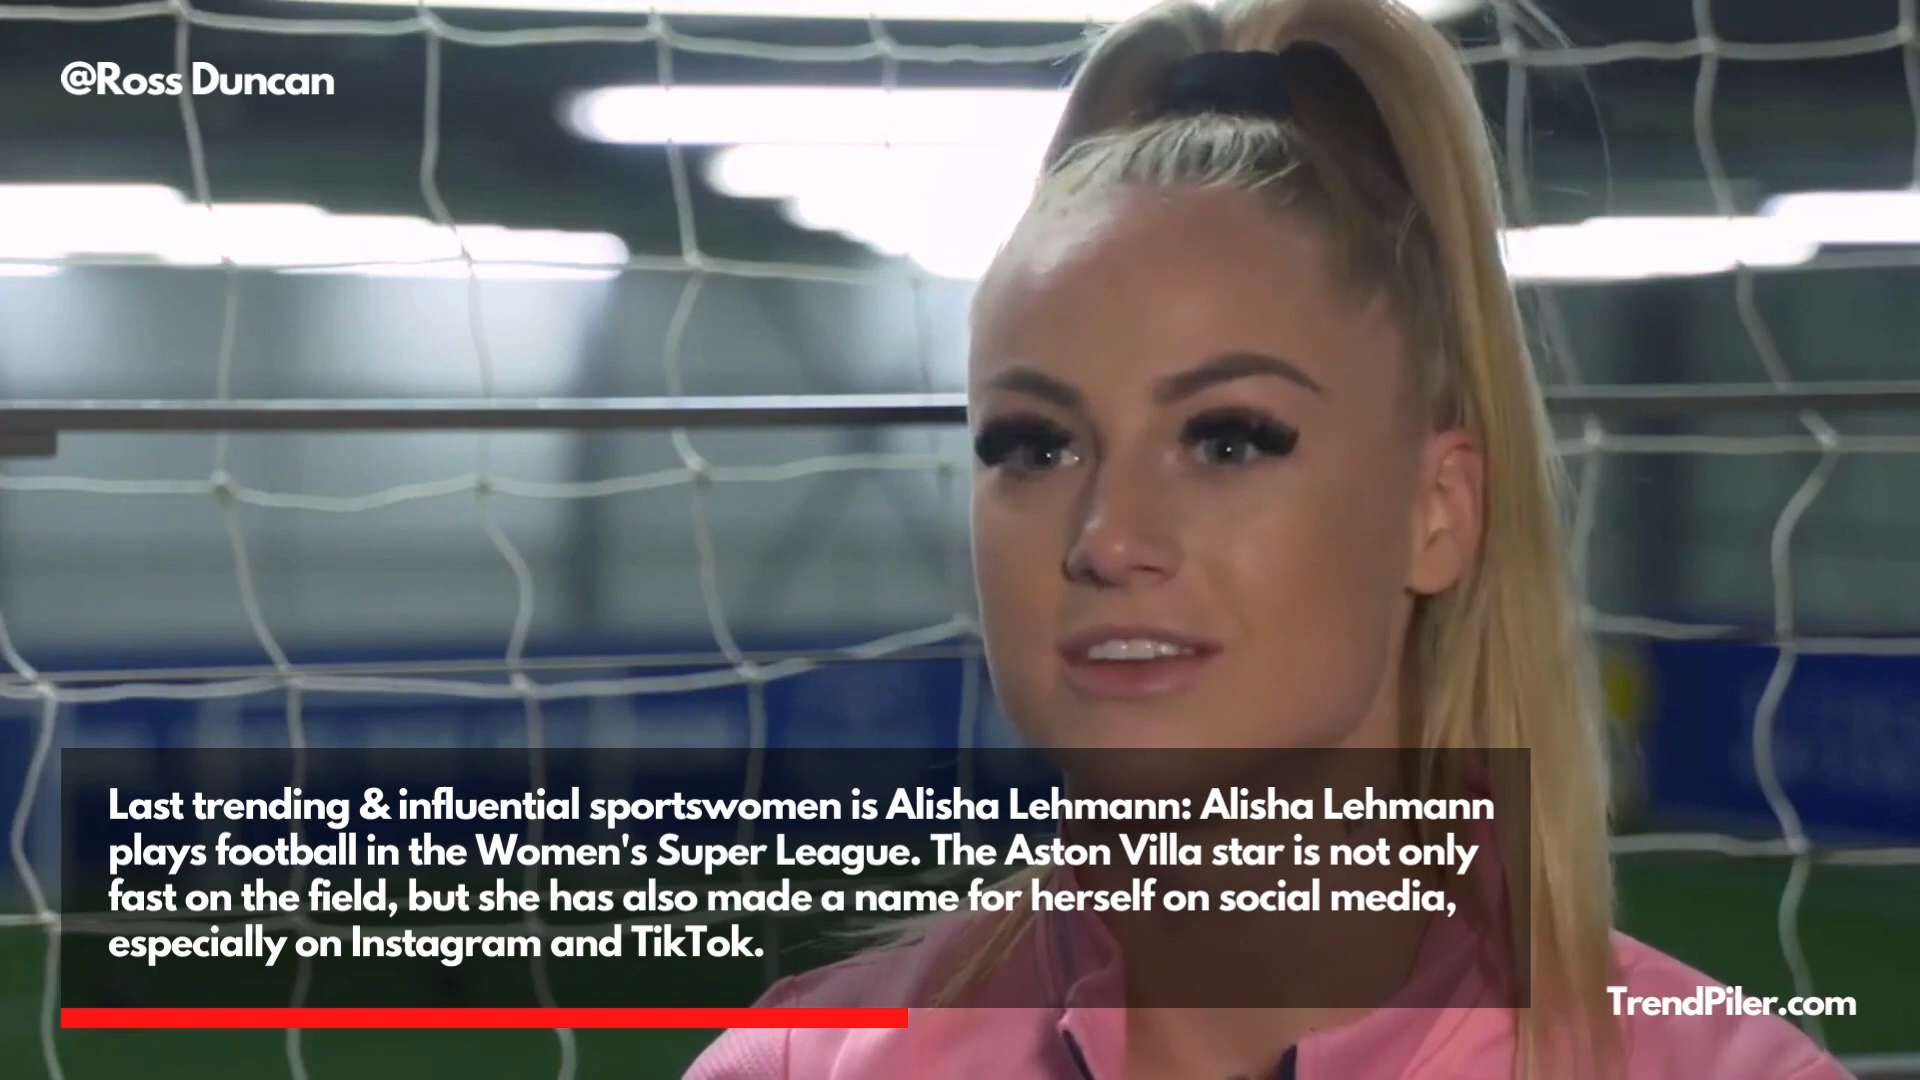 @Ross Duncan
Last trending & influential sportswomen is Alisha Lehmann: Alisha Lehmann
plays football in the Women's Super League. The Aston Villa star is not only
fast on the field, but she has also made a name for herself on social media,
especially on Instagram and TikTok.
TrendPiler.com